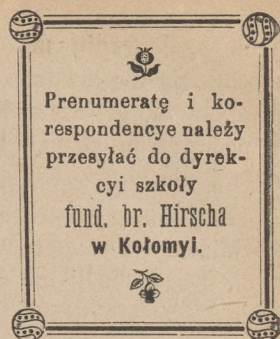 Prenumeratę i ko-
respondencye należy
przesyłać do dyrek-
cyi szkoły
fund. br. Hirscha
w Kołomyi.